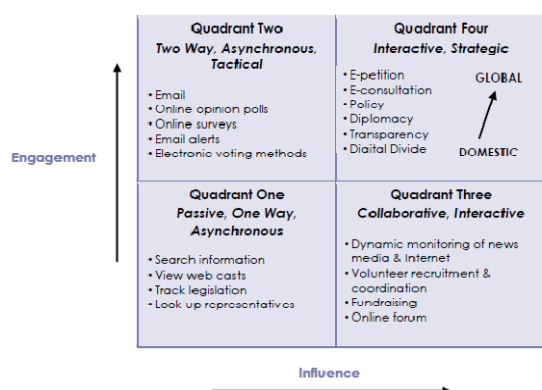 Quadrant Two
Two Way, Asynchronous,
Tactical
• Email
• Online opinion polls
• Online surveys
• Email alerts
• Electronic voting methods
Quadrant Four
Interactive, Strategic
• E-petition
• E-consultation
• Policy
• Diplomacy
• Transparency
• Digital Divide
GLOBAL
DOMESTIC
Engagement
Quadrant One
Passive, One Way,
Asynchronous
• Search information
• View web casts
• Track legislation
• Look up representatives
Quadrant Three
Collaborative, Interactive
• Dynamic monitoring of news
media & Internet
• Volunteer recruitment &
coordination
• Fundraising
• Online forum
Influence